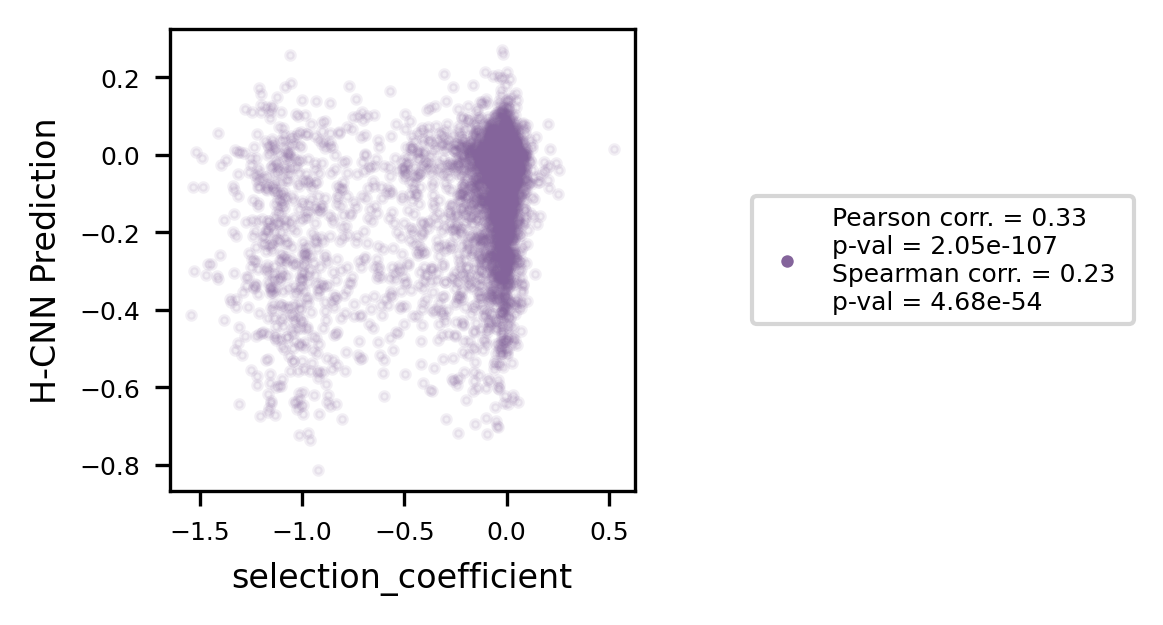 H-CNN Prediction
0.2
0.0
−0.2
−0.4
−0.6
−0.8
−1.5 −1.0 −0.5 0.0 0.5
selection_coefficient
Pearson corr. = 0.33
p-val = 2.05e-107
Spearman corr. = 0.23
p-val = 4.68e-54